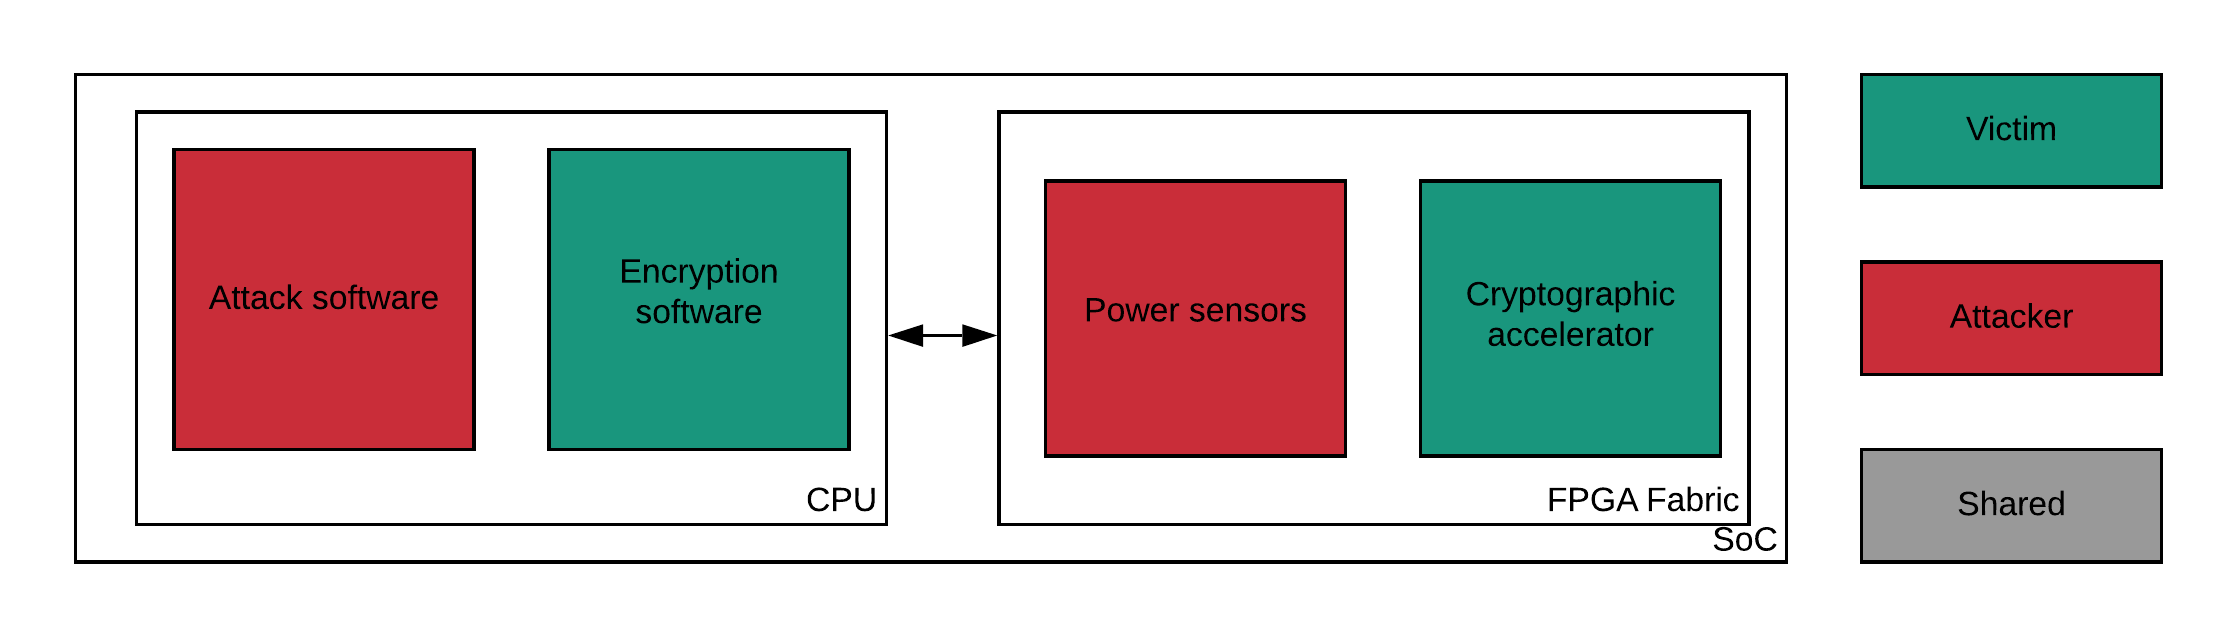 Attack software
Encryption
software
CPU
Power sensors
Cryptographic
accelerator
FPGA Fabric
SoC
Victim
Attacker
Shared